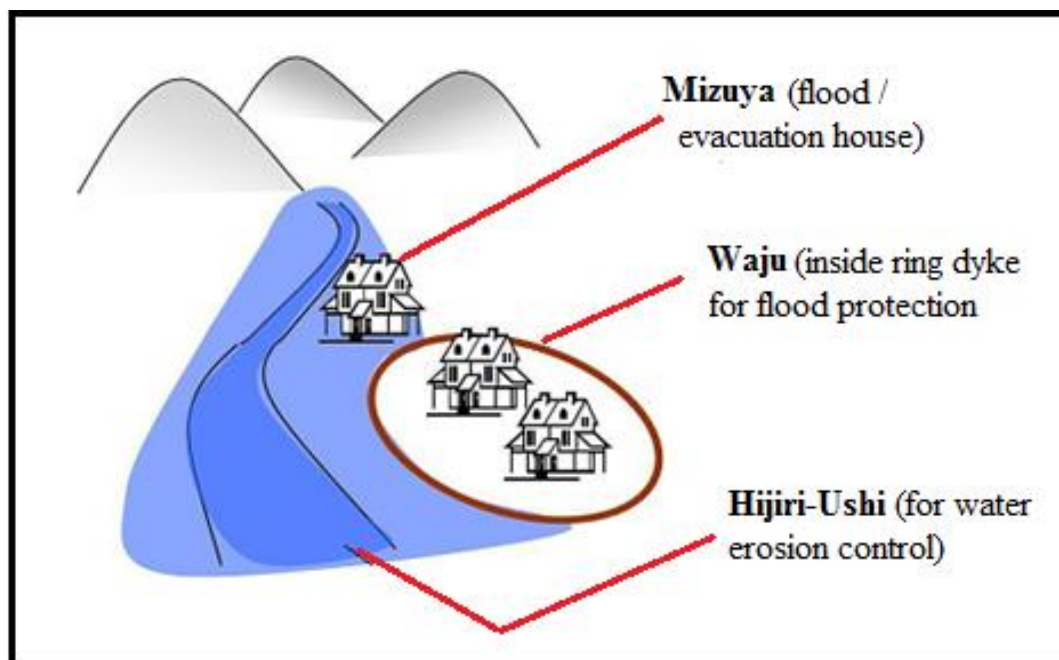 Mizuya (flood /
evacuation house)
Waju (inside ring dyke
for flood protection
Hijiri-Ushi (for water
erosion control)